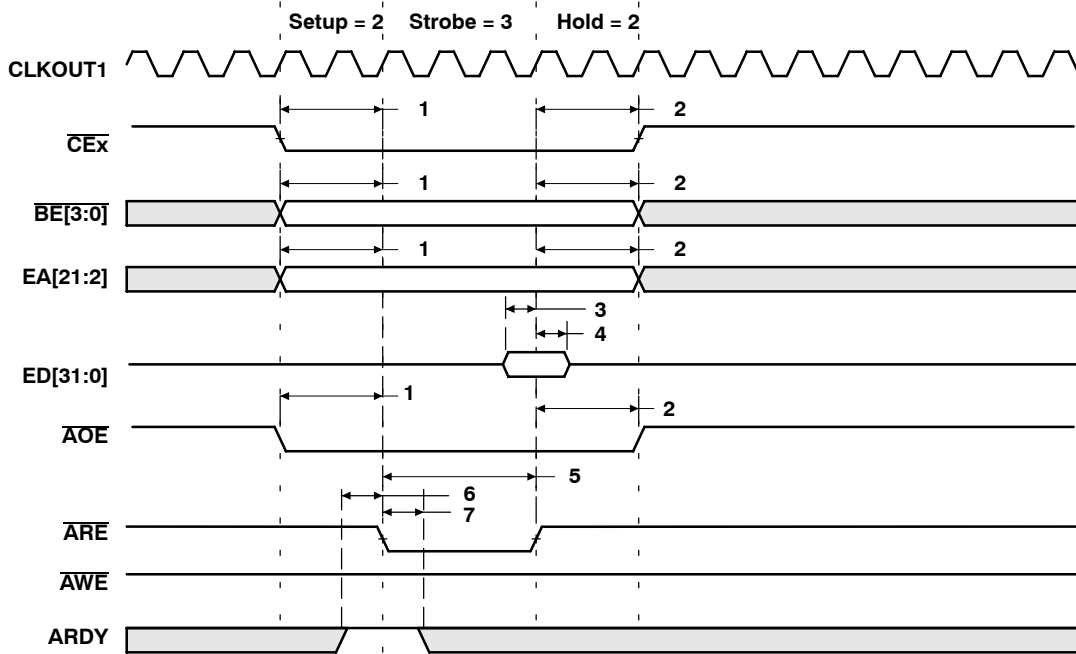 Setup = 2 Strobe = 3 Hold = 2
CLKOUT1
1 2
CEx
1 2
BE[3:0]
1 2
EA[21:2]
3
4
ED[31:0]
1
2
AOE
5
6
7
ARE
AWE
ARDY